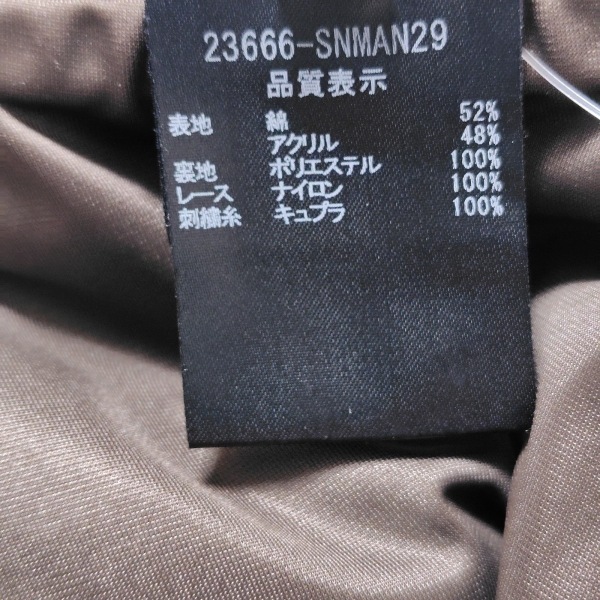 23666-SNMAN29
品質表示
表地 綿 52%
アクリル 48%
裏地 ポリエステル 100%
レース ナイロン 100%
刺繍糸 キュプラ 100%